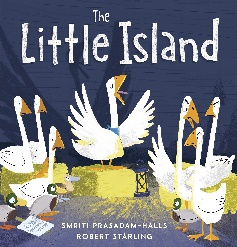 The
Little Island
SMRITI PRASADAM-HALLS
ROBERT STARLING